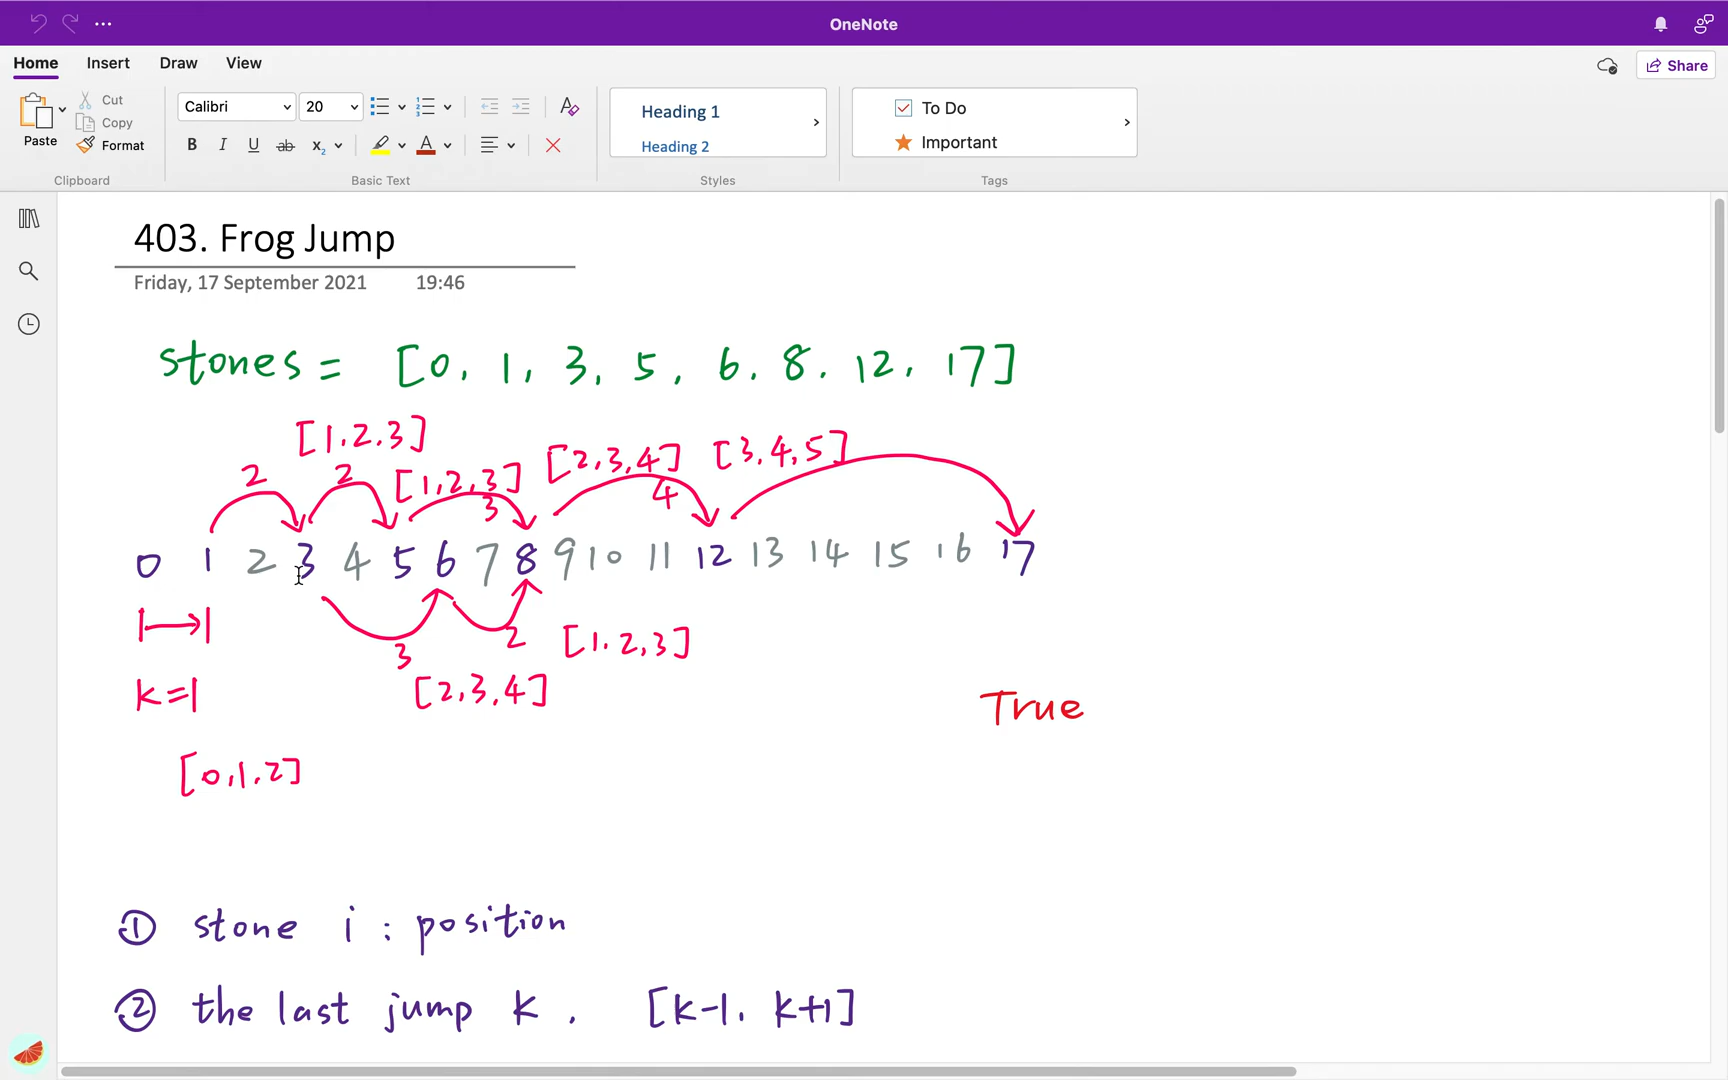 OneNote
Home Insert Draw View Share
Paste Cut Copy Format Clipboard
Calibri 20 B I U ab x₂ A Basic Text
Heading 1 Heading 2 Styles
To Do Important Tags
403. Frog Jump
Friday, 17 September 2021 19:46
stones = [0, 1, 3, 5, 6, 8. 12, 17]
[1,2,3] [1,2,3] [2,3,4] [3,4,5]
2 2 3 4
0 1 2 3 4 5 6 7 8 9 10 11 12 13 14 15 16 17
3 2 [1.2,3]
k=1 [2,3,4] True
[0,1.2]
① stone i : position
② the last jump k . [k-1. k+1]